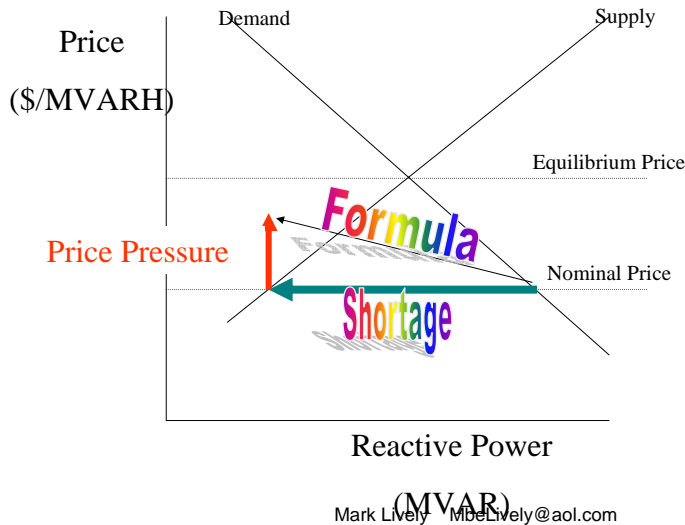 Demand
Supply
Price
($/MVARH)
Equilibrium Price
Formula
Price Pressure
Nominal Price
Shortage
Reactive Power
(MVAR)
Mark Lively MbeLively@aol.com